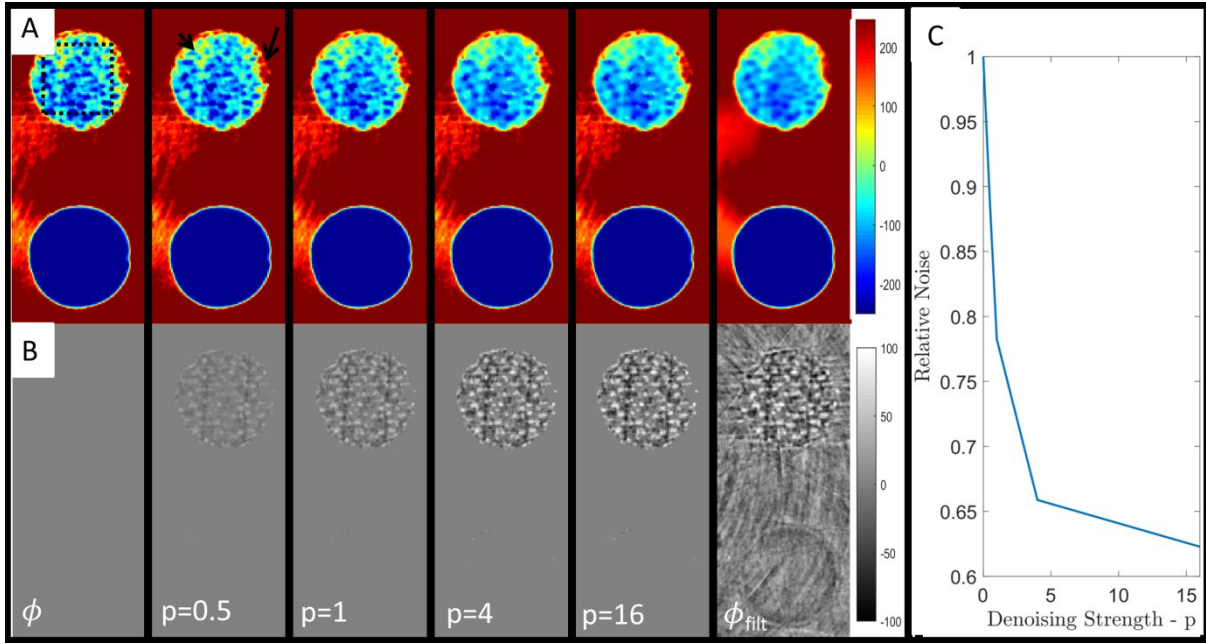 A
200
100
0
-100
-200
B
100
50
0
-50
-100
ϕ
p=0.5
p=1
p=4
p=16
ϕfilt
C
1
0.95
0.9
0.85
0.8
0.75
0.7
0.65
0.6
Relative Noise
0 5 10 15
Denoising Strength - p